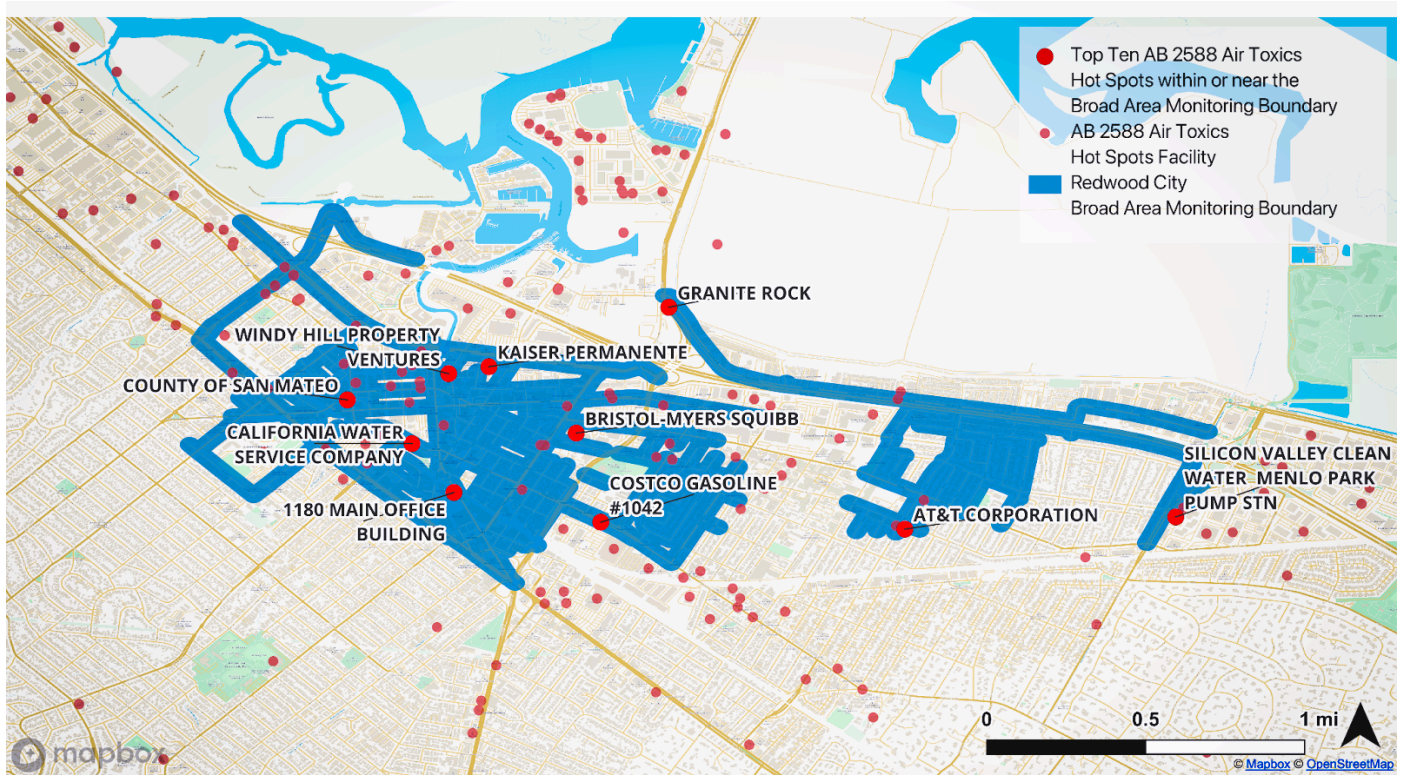 Top Ten AB 2588 Air Toxics
Hot Spots within or near the
Broad Area Monitoring Boundary
AB 2588 Air Toxics
Hot Spots Facility
Redwood City
Broad Area Monitoring Boundary
GRANITE ROCK
WINDY HILL PROPERTY
VENTURES
KAISER PERMANENTE
COUNTY OF SAN MATEO
BRISTOL-MYERS SQUIBB
CALIFORNIA WATER
SERVICE COMPANY
COSTCO GASOLINE
#1042
SILICON VALLEY CLEAN
WATER MENLO PARK
PUMP STN
1180 MAIN OFFICE
BUILDING
AT&T CORPORATION
0 0.5 1 mi
mapbox
© Mapbox © OpenStreetMap